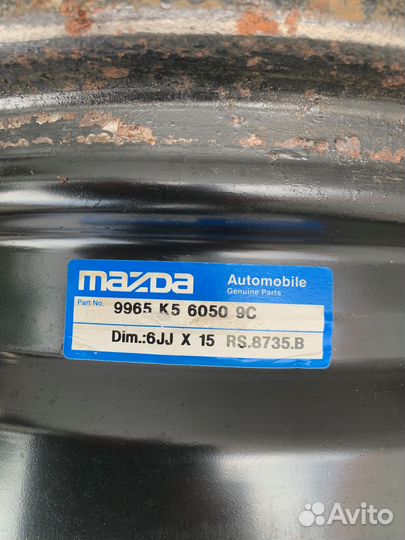 mazda Automobile
Genuine Parts
Part No. 9965 K5 6050 9C
Dim.:6JJ X 15 RS.8735.B
Avito